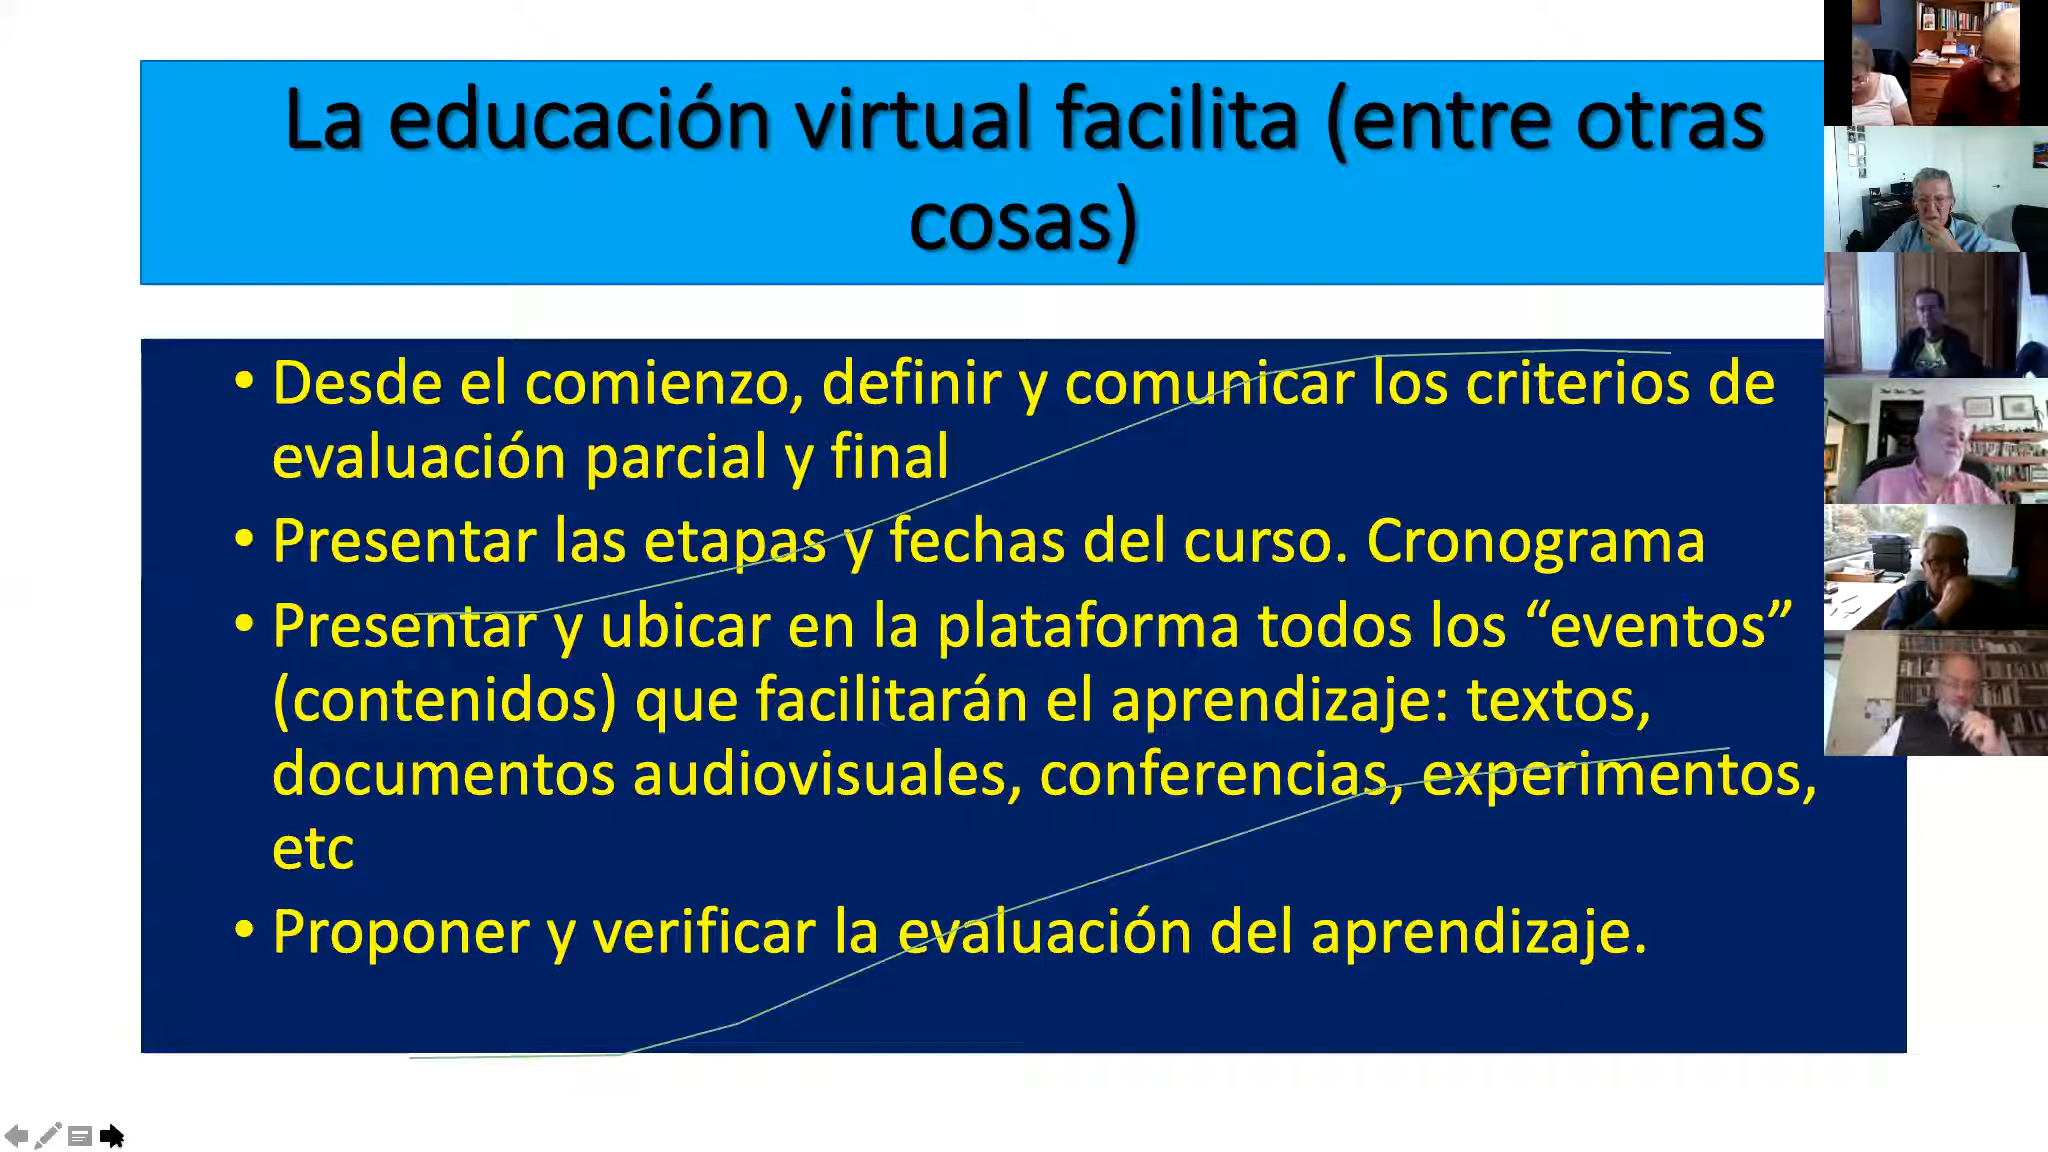 La educación virtual facilita (entre otras
cosas)
• Desde el comienzo, definir y comunicar los criterios de
evaluación parcial y final
• Presentar las etapas y fechas del curso. Cronograma
• Presentar y ubicar en la plataforma todos los “eventos”
(contenidos) que facilitarán el aprendizaje: textos,
documentos audiovisuales, conferencias, experimentos,
etc
• Proponer y verificar la evaluación del aprendizaje.